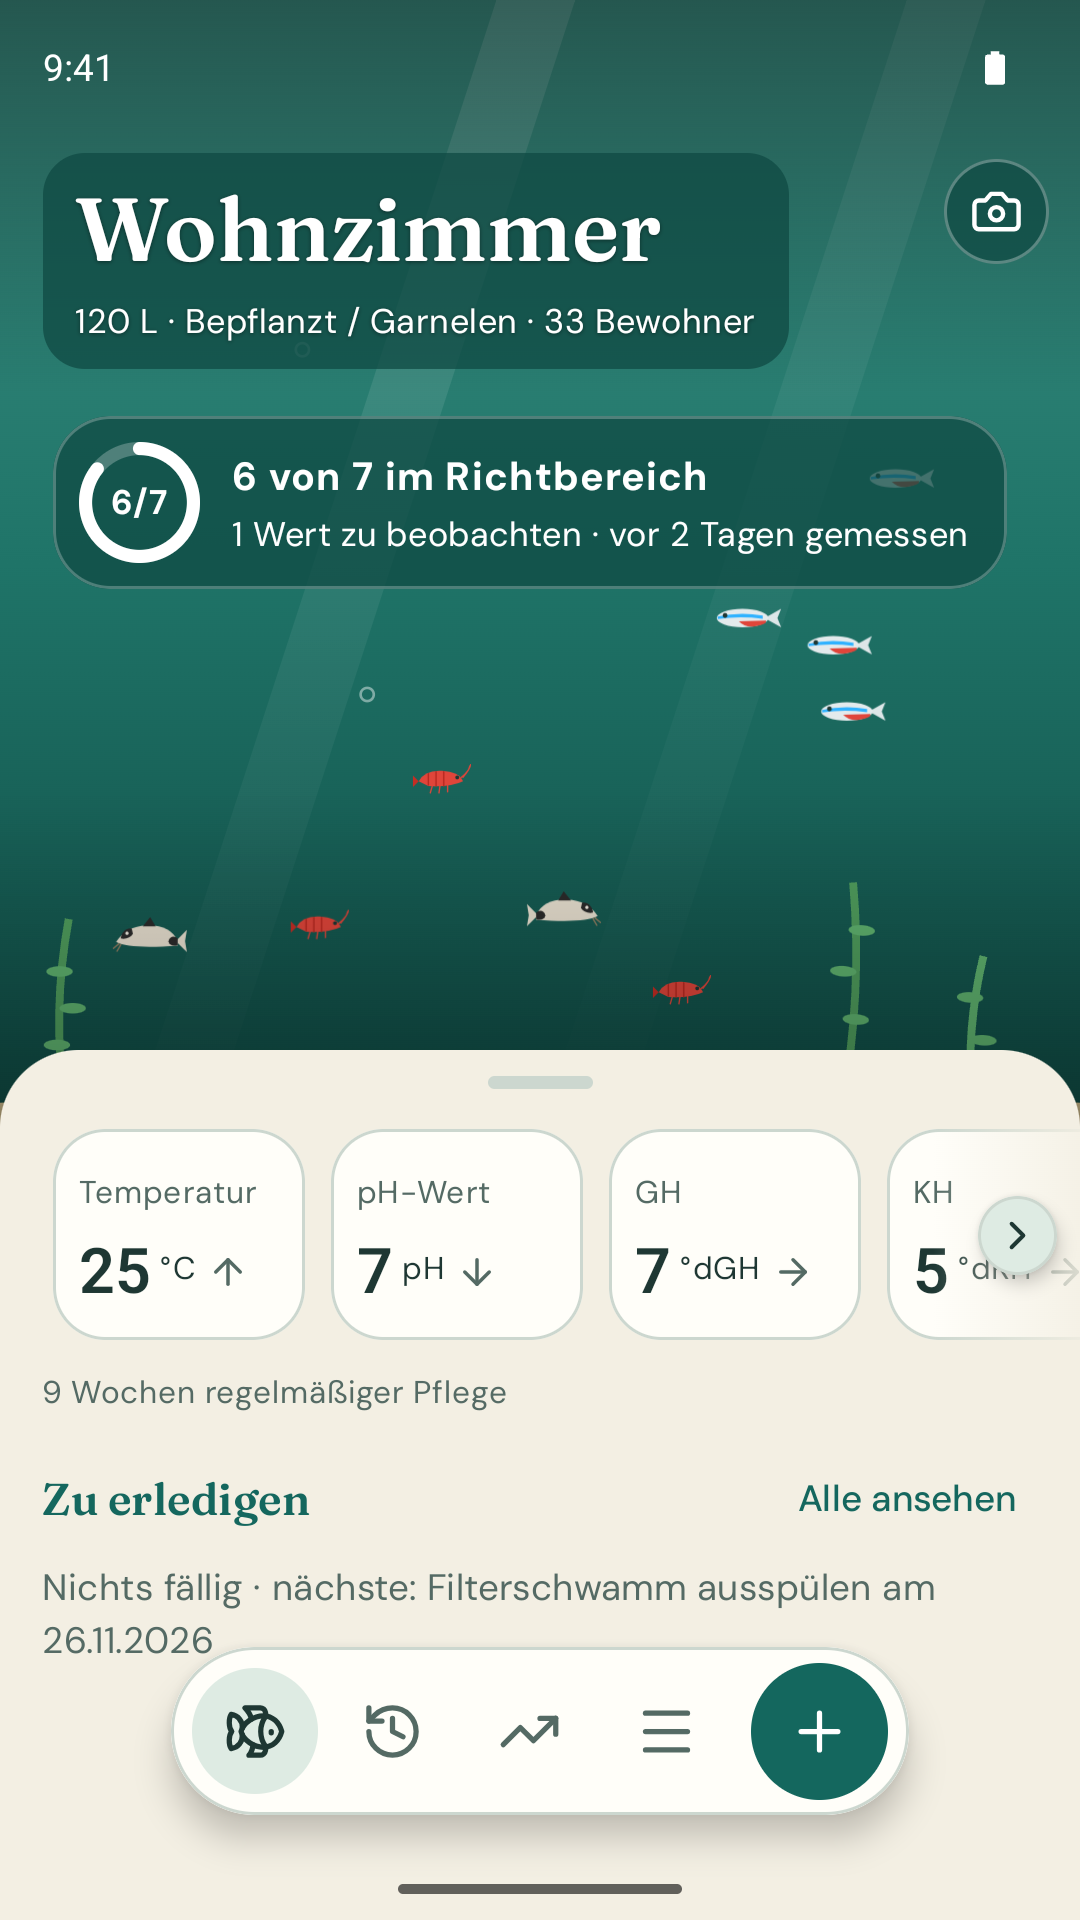 9:41
Wohnzimmer
120 L · Bepflanzt / Garnelen · 33 Bewohner
6/7
6 von 7 im Richtbereich
1 Wert zu beobachten · vor 2 Tagen gemessen
Temperatur
25 °C ↑
pH-Wert
7 pH ↓
GH
7 °dGH →
KH
5 →
9 Wochen regelmäßiger Pflege
Zu erledigen
Alle ansehen
Nichts fällig · nächste: Filterschwamm ausspülen am
26.11.2026